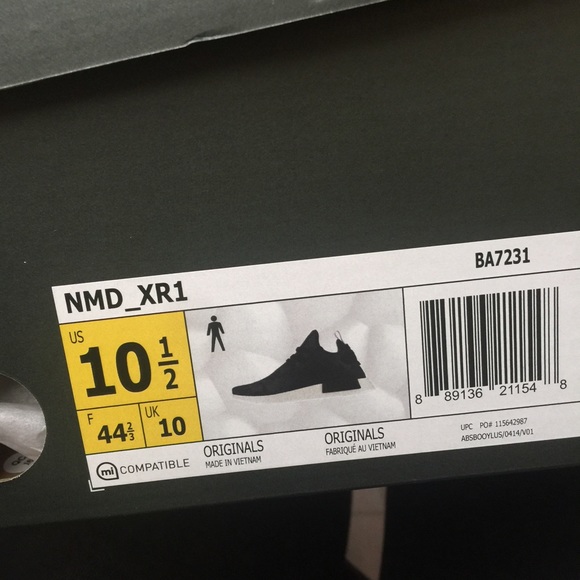 NMD_XR1
BA7231
US
10 1/2
F
44 2/3
UK
10
mi COMPATIBLE
ORIGINALS
MADE IN VIETNAM
ORIGINALS
FABRIQUÉ AU VIETNAM
8 89136 21154 8
UPC PO# 115642987
ABSBOOYLUS/0414/V01